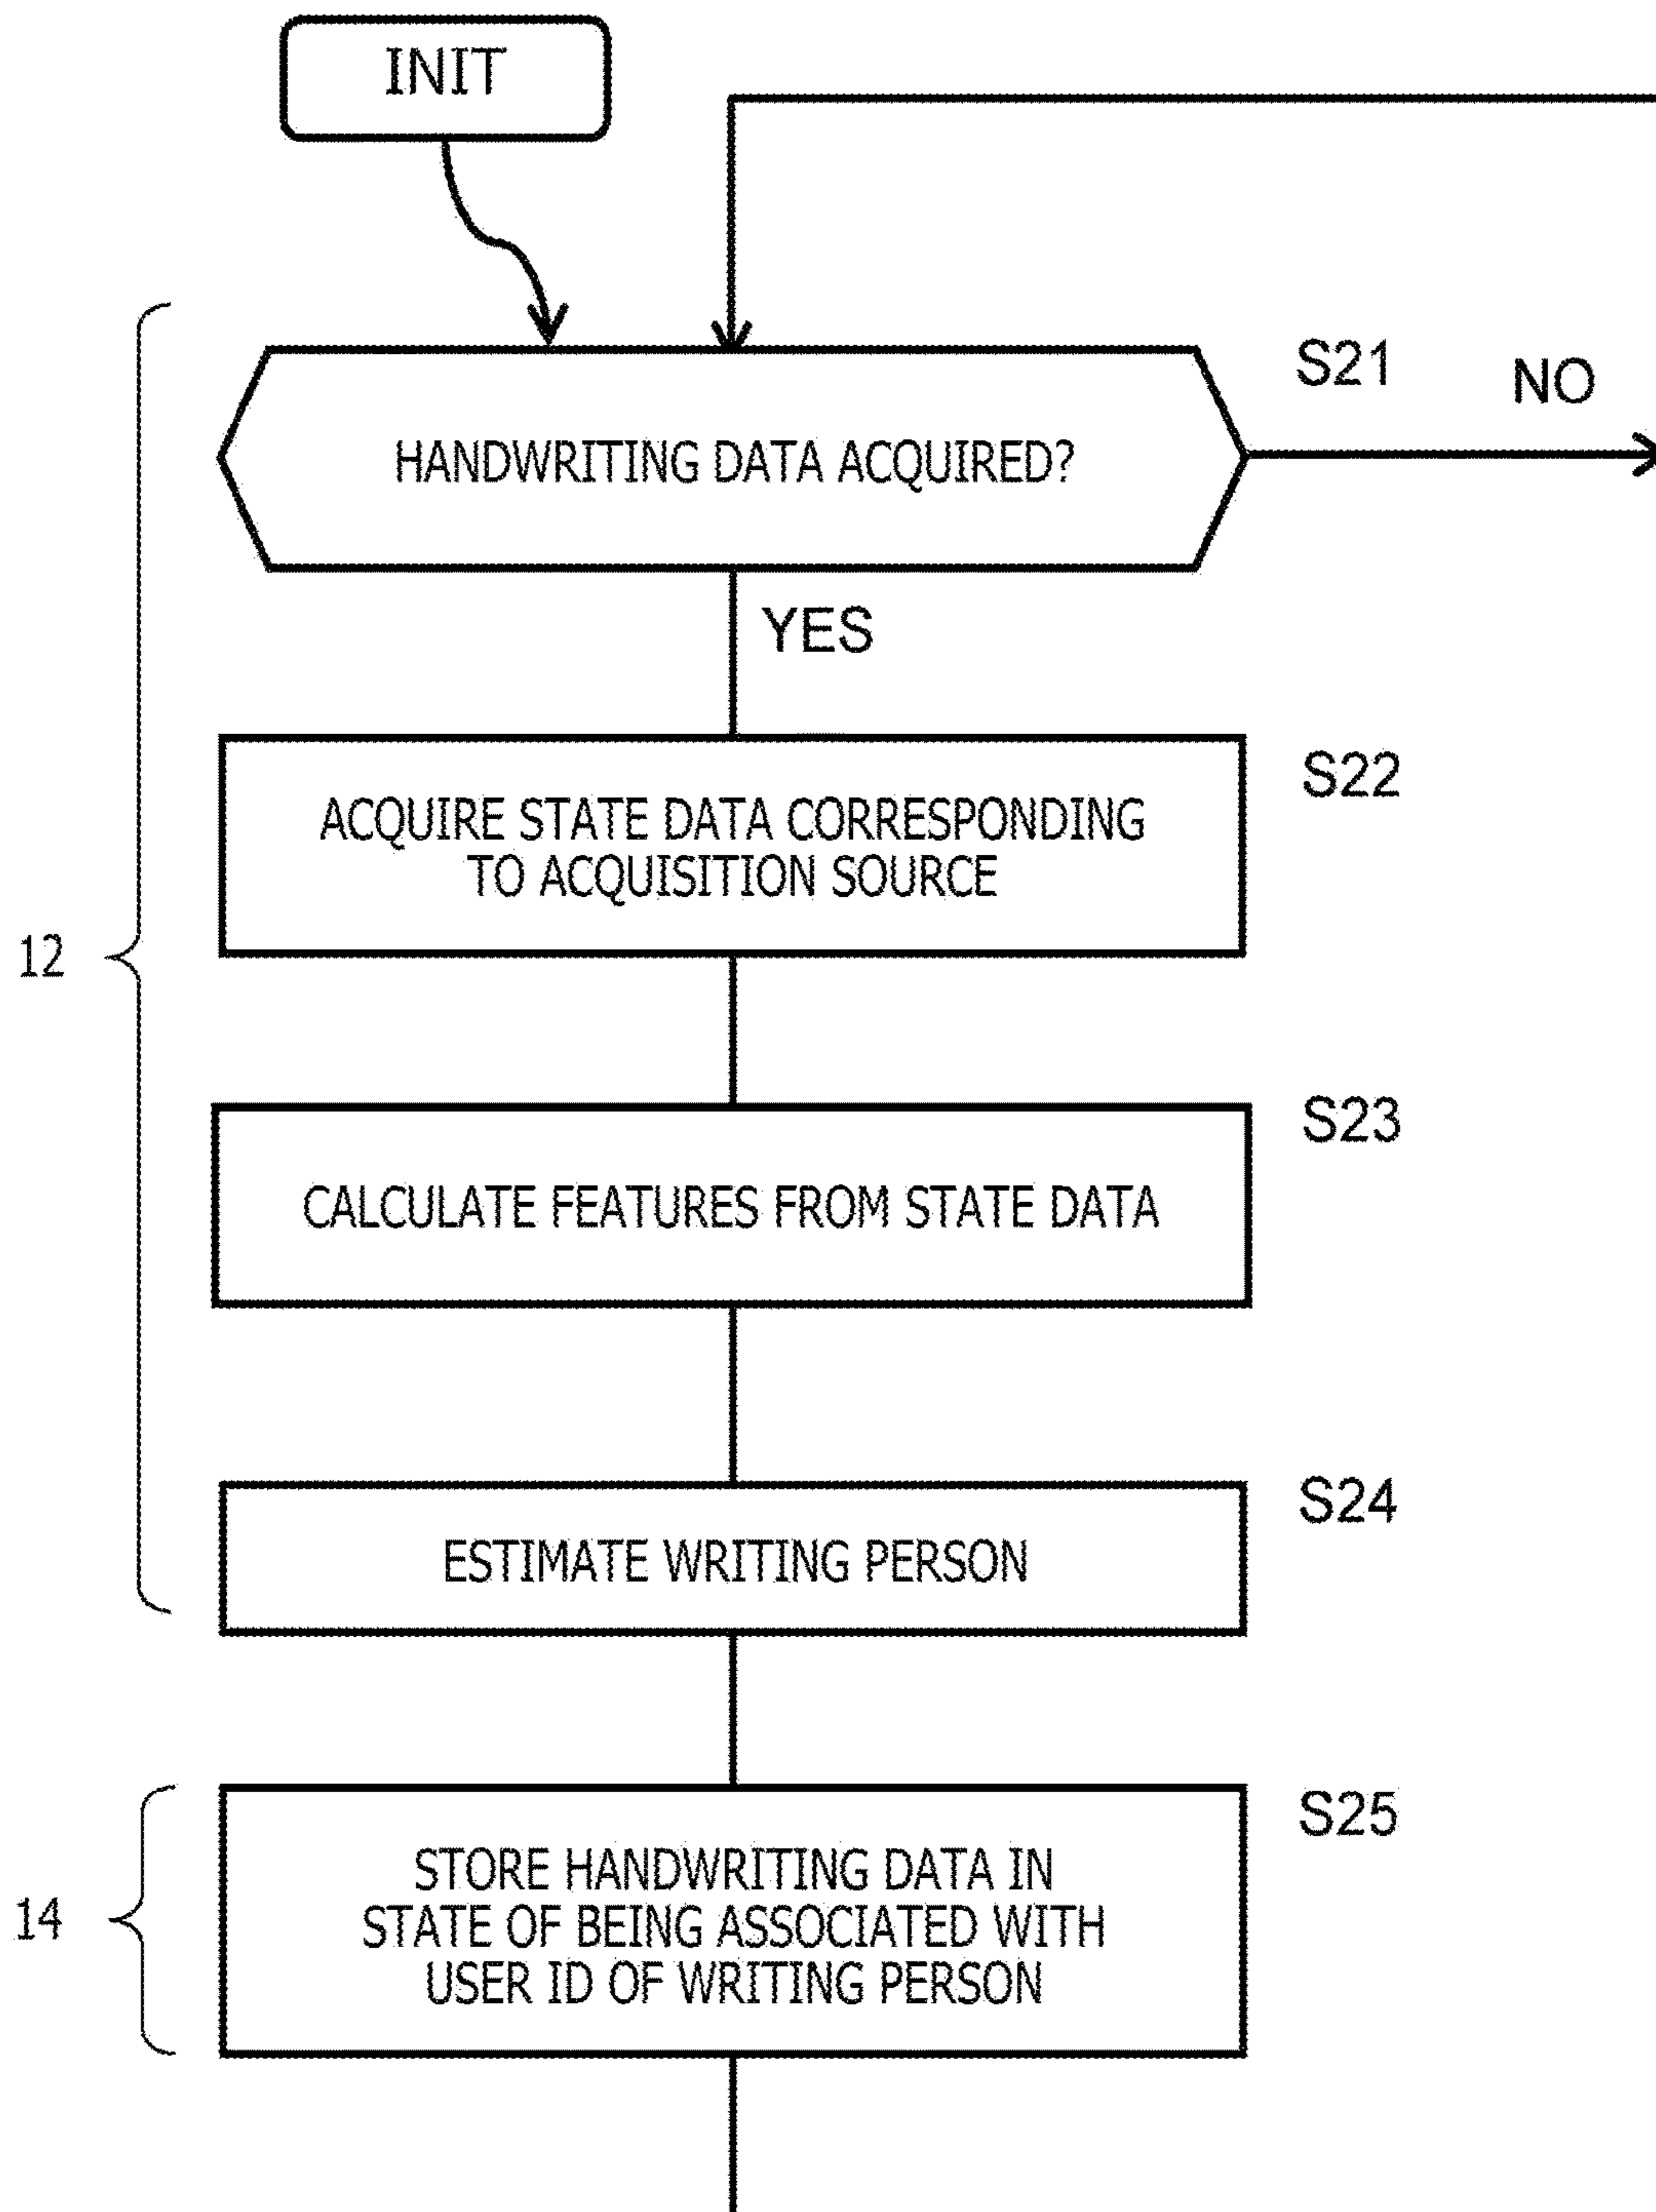 INIT
S21
NO
HANDWRITING DATA ACQUIRED?
YES
S22
ACQUIRE STATE DATA CORRESPONDING
TO ACQUISITION SOURCE
12
S23
CALCULATE FEATURES FROM STATE DATA
S24
ESTIMATE WRITING PERSON
S25
STORE HANDWRITING DATA IN
STATE OF BEING ASSOCIATED WITH
USER ID OF WRITING PERSON
14